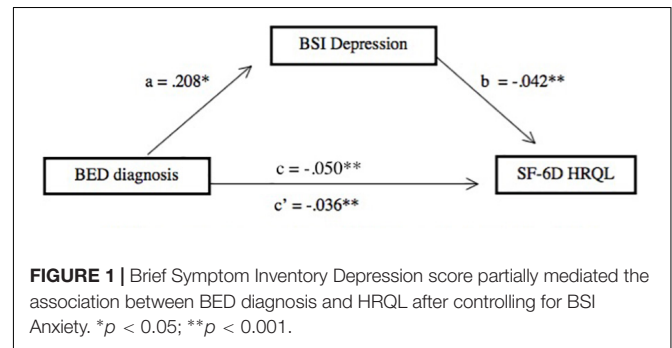 BSI Depression
a = .208*
b = -.042**
BED diagnosis
c = -.050**
SF-6D HRQL
c' = -.036**
FIGURE 1 | Brief Symptom Inventory Depression score partially mediated the
association between BED diagnosis and HRQL after controlling for BSI
Anxiety. *p < 0.05; **p < 0.001.